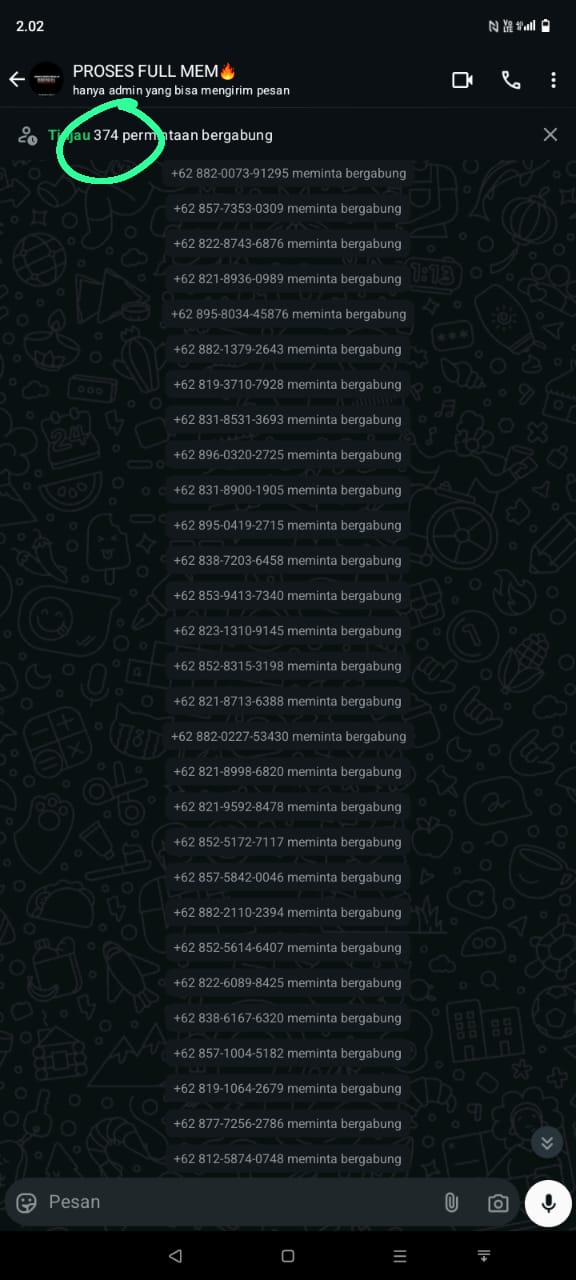 2.02
PROSES FULL MEM🔥
hanya admin yang bisa mengirim pesan
Tinjau 374 permintaan bergabung
+62 882-0073-91295 meminta bergabung
+62 857-7353-0309 meminta bergabung
+62 822-8743-6876 meminta bergabung
+62 821-8936-0989 meminta bergabung
+62 895-8034-45876 meminta bergabung
+62 882-1379-2643 meminta bergabung
+62 819-3710-7928 meminta bergabung
+62 831-8531-3693 meminta bergabung
+62 896-0320-2725 meminta bergabung
+62 831-8900-1905 meminta bergabung
+62 895-0419-2715 meminta bergabung
+62 838-7203-6458 meminta bergabung
+62 853-9413-7340 meminta bergabung
+62 823-1310-9145 meminta bergabung
+62 852-8315-3198 meminta bergabung
+62 821-8713-6388 meminta bergabung
+62 882-0227-53430 meminta bergabung
+62 821-8998-6820 meminta bergabung
+62 821-9592-8478 meminta bergabung
+62 852-5172-7117 meminta bergabung
+62 857-5842-0046 meminta bergabung
+62 882-2110-2394 meminta bergabung
+62 852-5614-6407 meminta bergabung
+62 822-6089-8425 meminta bergabung
+62 838-6167-6320 meminta bergabung
+62 857-1004-5182 meminta bergabung
+62 819-1064-2679 meminta bergabung
+62 877-7256-2786 meminta bergabung
+62 812-5874-0748 meminta bergabung
Pesan